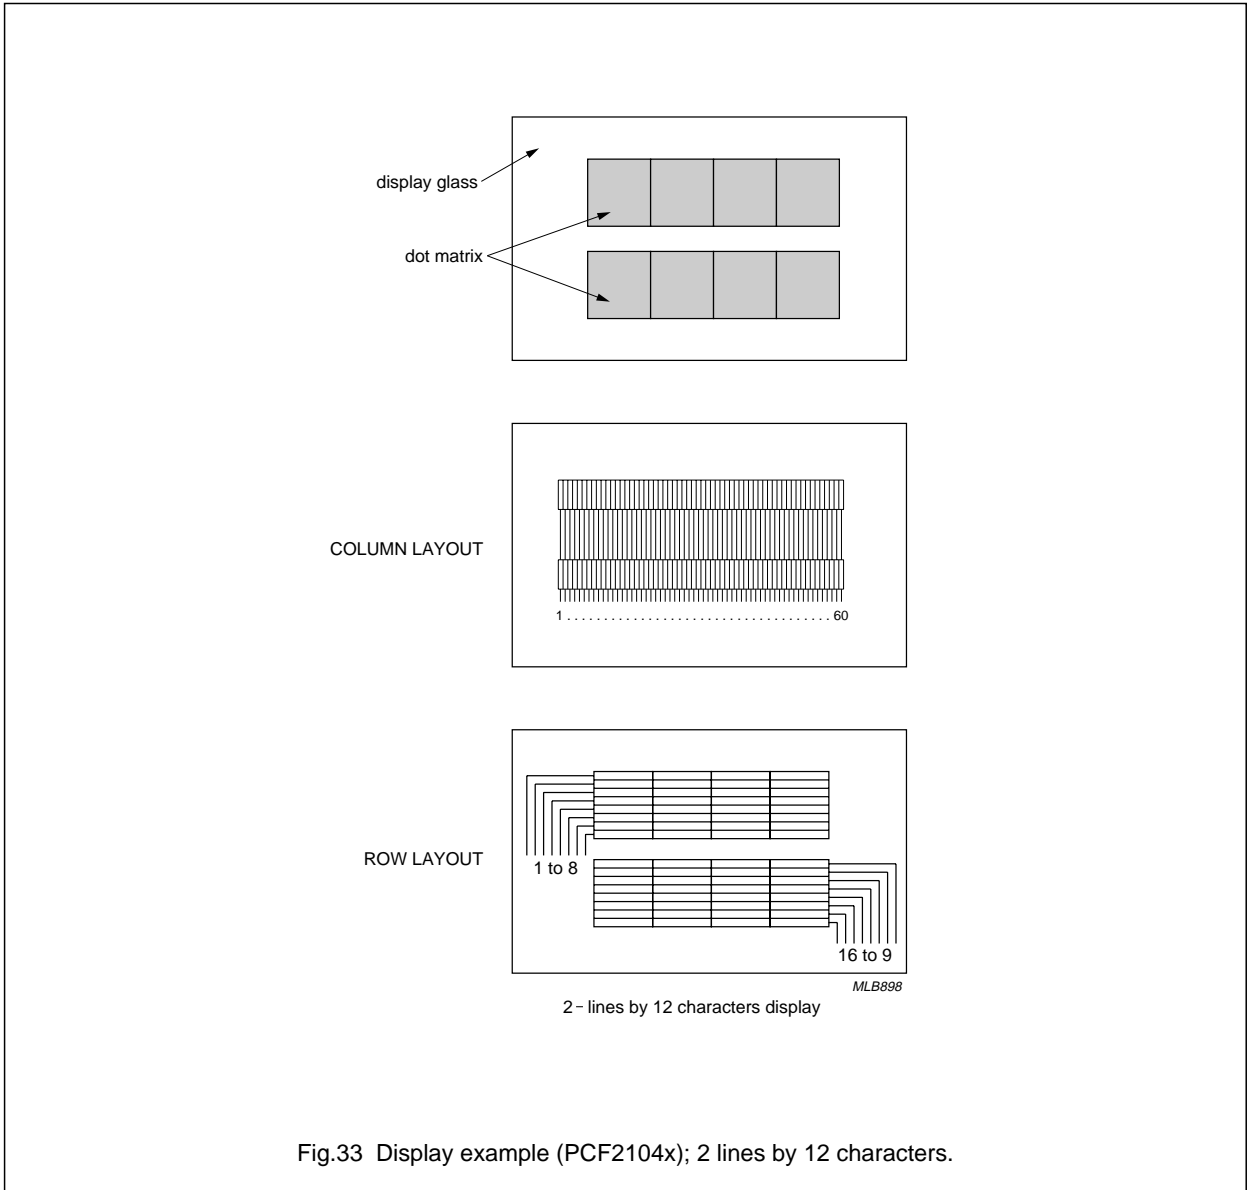 display glass
dot matrix
COLUMN LAYOUT
1 . . . . . . . . . . . . . . . . . . . . . . . . . . . . . . . . . . . 60
ROW LAYOUT
1 to 8
16 to 9
MLB898
2 - lines by 12 characters display
Fig.33 Display example (PCF2104x); 2 lines by 12 characters.